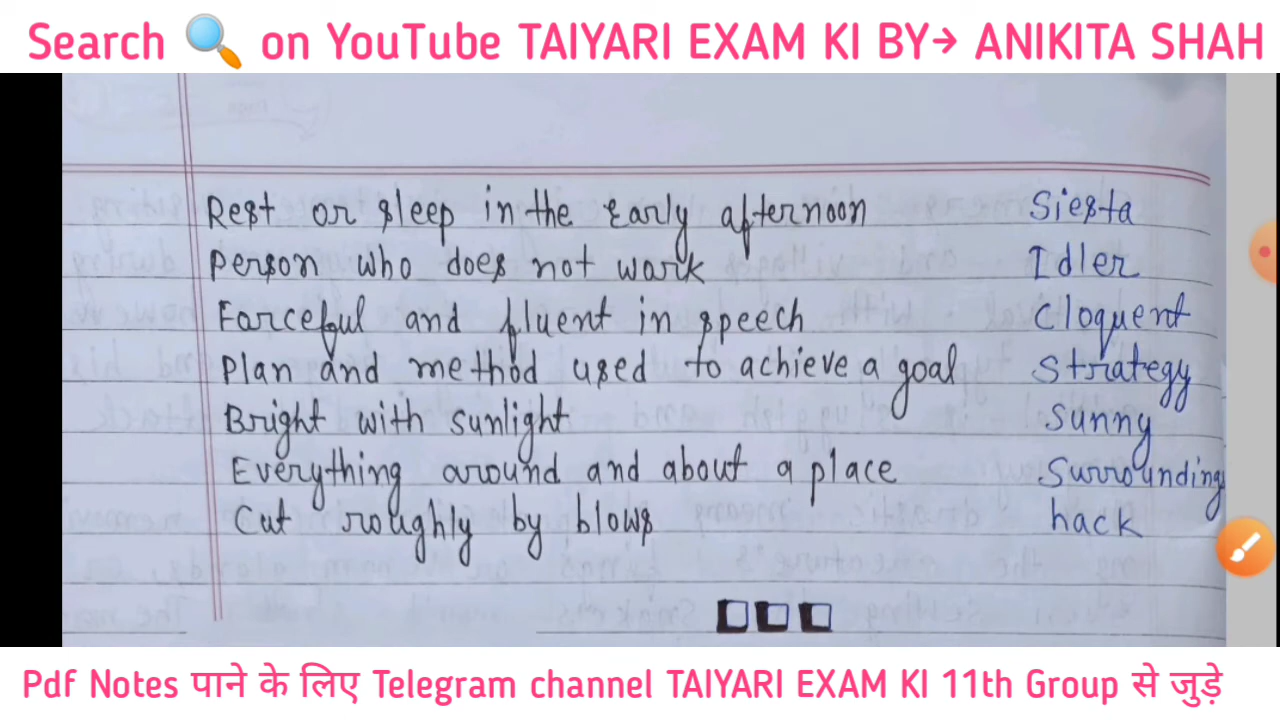 Search 🔍 on YouTube TAIYARI EXAM KI BY→ ANIKITA SHAH
Rest or sleep in the early afternoon Siesta
Person who does not work Idler
Forceful and fluent in speech Eloquent
Plan and method used to achieve a goal Strategy
Bright with sunlight Sunny
Everything around and about a place Surroundings
Cut roughly by blows hack
Pdf Notes पाने के लिए Telegram channel TAIYARI EXAM KI 11th Group से जुड़े